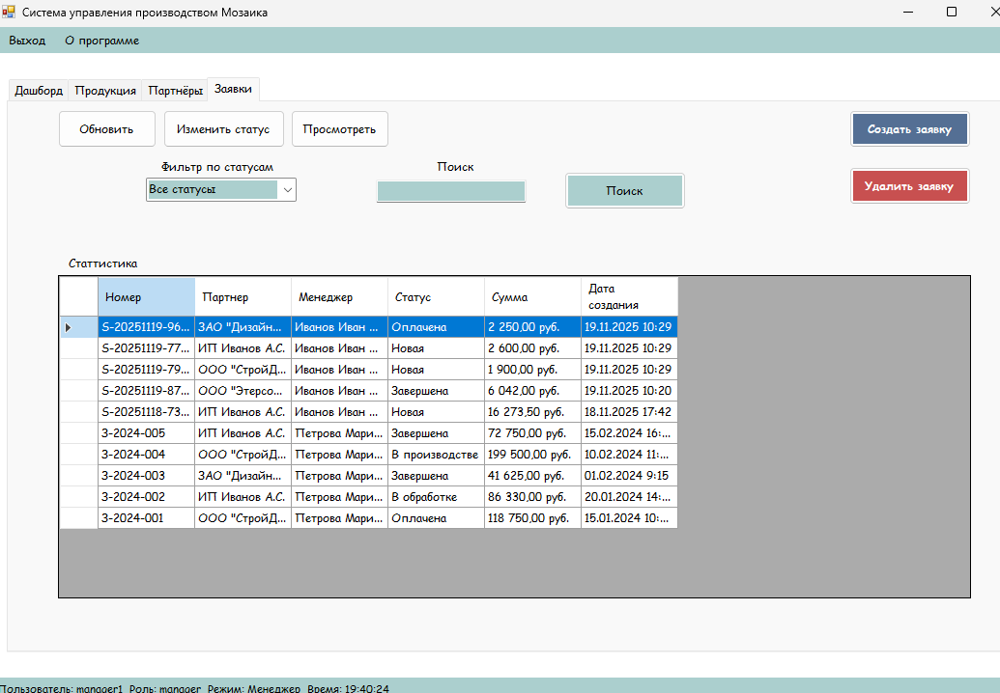 Система управления производством Мозаика
Выход О программе
Дашборд Продукция Партнёры Заявки
Обновить Изменить статус Просмотреть Создать заявку
Фильтр по статусам Поиск
Все статусы Поиск Удалить заявку
Статтистика
Номер Партнер Менеджер Статус Сумма Дата создания
S-20251119-96... ЗАО "Дизайн... Иванов Иван ... Оплачена 2 250,00 руб. 19.11.2025 10:29
S-20251119-77... ИП Иванов А.С. Иванов Иван ... Новая 2 600,00 руб. 19.11.2025 10:29
S-20251119-79... ООО "СтройД... Иванов Иван ... Новая 1 900,00 руб. 19.11.2025 10:29
S-20251119-87... ООО "Этерсо... Иванов Иван ... Завершена 6 042,00 руб. 19.11.2025 10:20
S-20251118-73... ИП Иванов А.С. Иванов Иван ... Новая 16 273,50 руб. 18.11.2025 17:42
З-2024-005 ИП Иванов А.С. Петрова Мари... Завершена 72 750,00 руб. 15.02.2024 16:...
З-2024-004 ООО "СтройД... Петрова Мари... В производстве 199 500,00 руб. 10.02.2024 11:...
З-2024-003 ЗАО "Дизайн... Петрова Мари... Завершена 41 625,00 руб. 01.02.2024 9:15
З-2024-002 ИП Иванов А.С. Петрова Мари... В обработке 86 330,00 руб. 20.01.2024 14:...
З-2024-001 ООО "СтройД... Петрова Мари... Оплачена 118 750,00 руб. 15.01.2024 10:...
Пользователь: manager1 Роль: manager Режим: Менеджер Время: 19:40:24